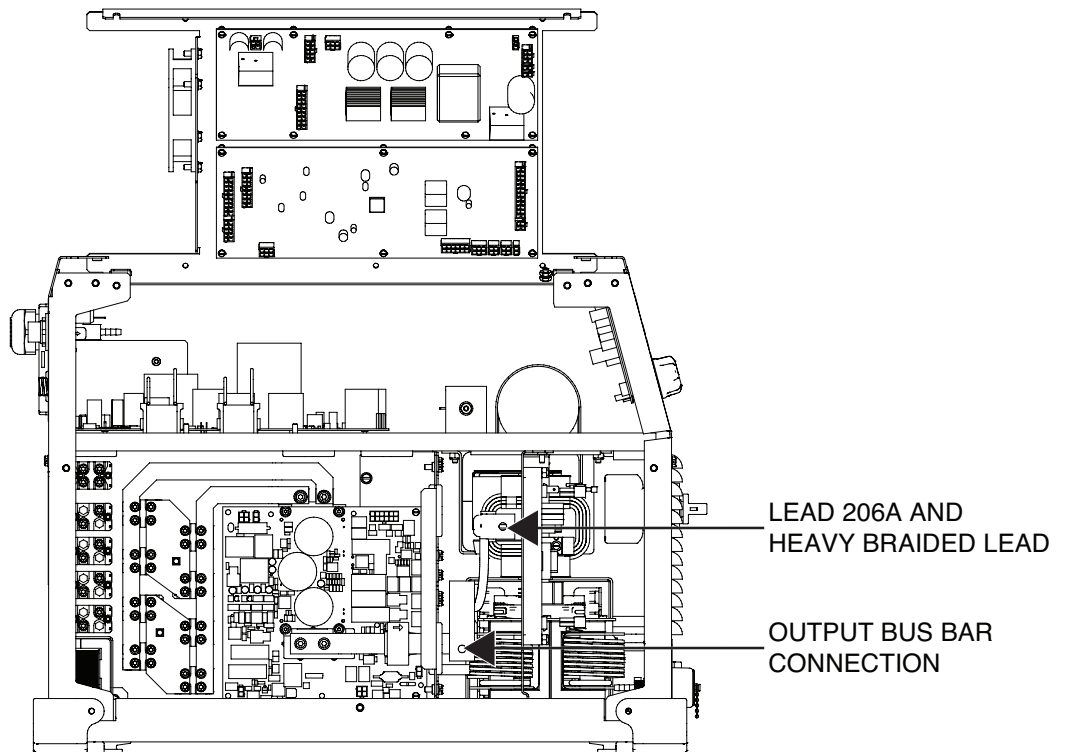 LEAD 206A AND
HEAVY BRAIDED LEAD
OUTPUT BUS BAR
CONNECTION